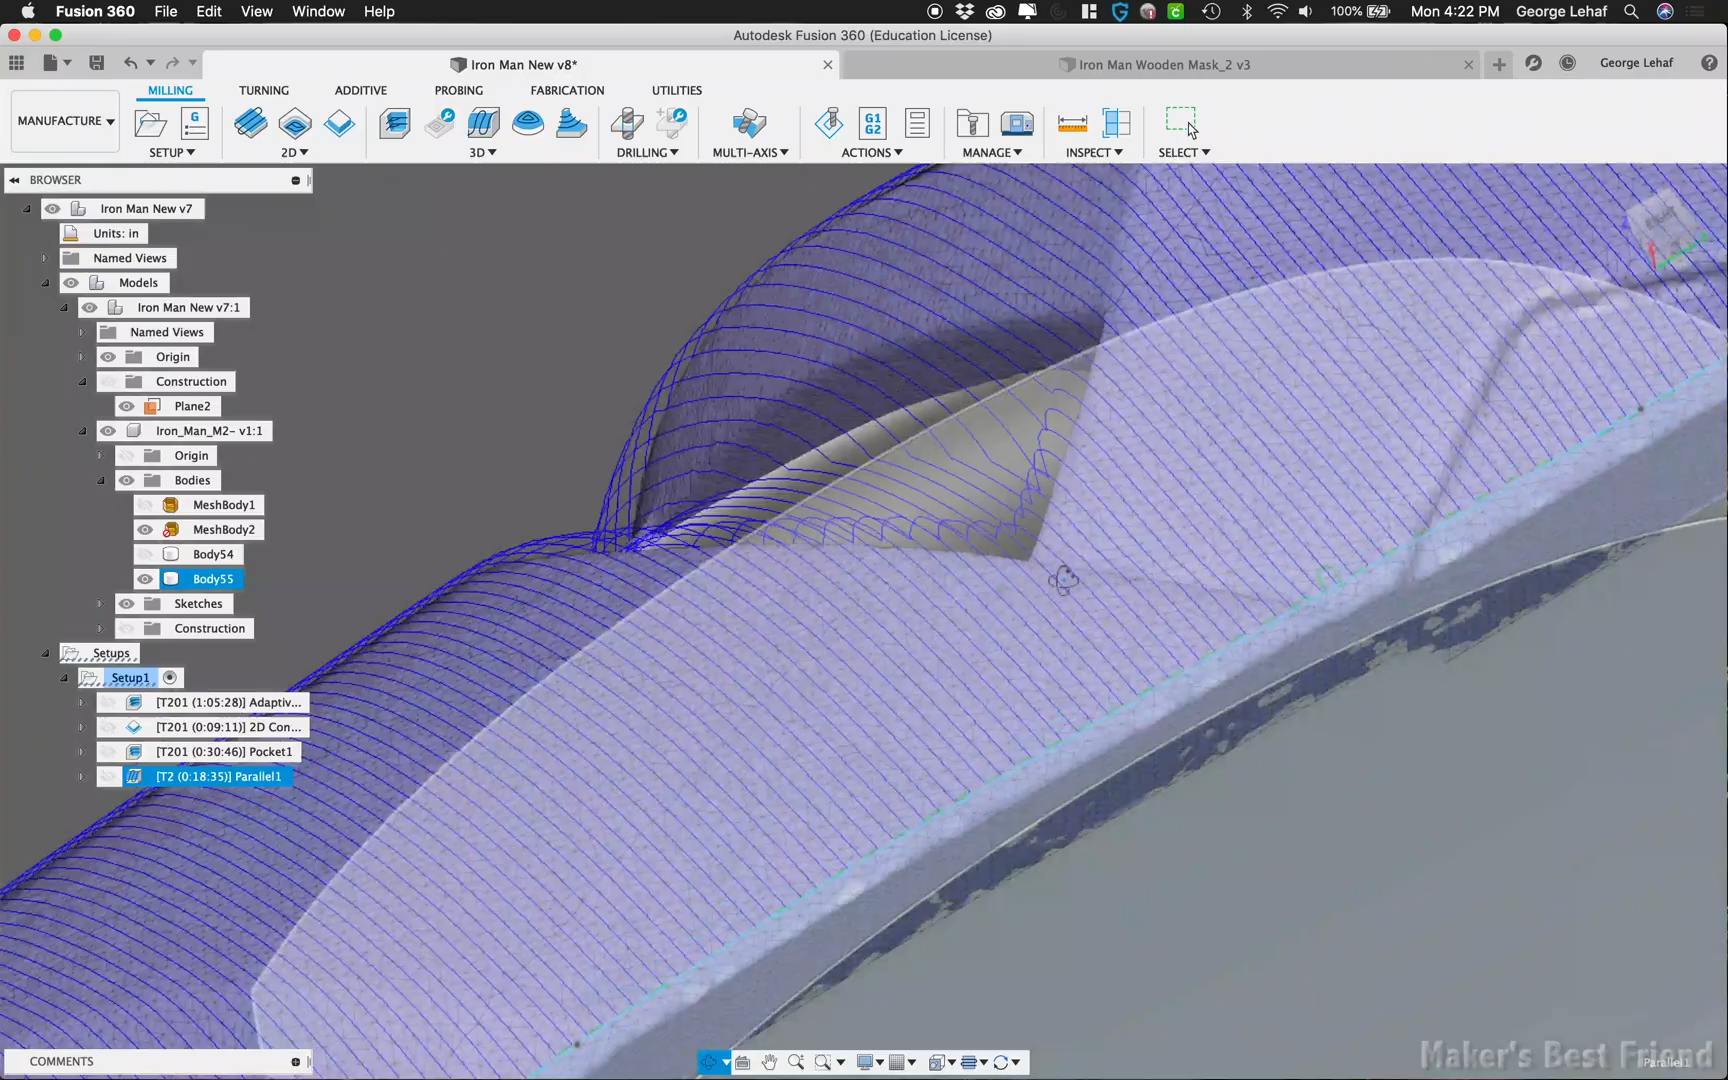 Fusion 360 File Edit View Window Help 100% Mon 4:22 PM George Lehaf
Autodesk Fusion 360 (Education License)
Iron Man New v8* Iron Man Wooden Mask_2 v3 George Lehaf
MILLING TURNING ADDITIVE PROBING FABRICATION UTILITIES
MANUFACTURE
G
G1
G2
SETUP 2D 3D DRILLING MULTI-AXIS ACTIONS MANAGE INSPECT SELECT
BROWSER
Iron Man New v7
Units: in
Named Views
Models
Iron Man New v7:1
Named Views
Origin
Construction
Plane2
Iron_Man_M2- v1:1
Origin
Bodies
MeshBody1
MeshBody2
Body54
Body55
Sketches
Construction
Setups
Setup1
[T201 (1:05:28)] Adaptiv...
[T201 (0:09:11)] 2D Con...
[T201 (0:30:46)] Pocket1
[T2 (0:18:35)] Parallel1
RIGHT
COMMENTS
Maker's Best Friend
Parallel1